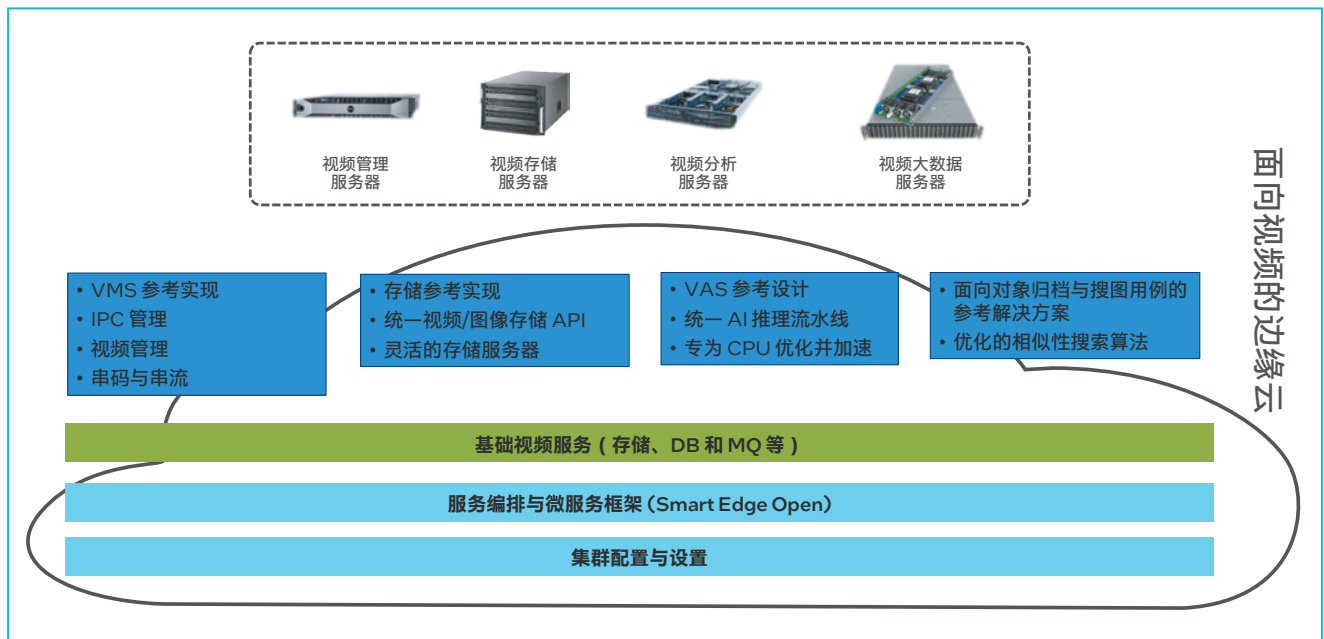 视频管理
服务器
视频存储
服务器
视频分析
服务器
视频大数据
服务器
面向视频的边缘云
• VMS 参考实现
• IPC 管理
• 视频管理
• 串码与串流
• 存储参考实现
• 统一视频/图像存储 API
• 灵活的存储服务器
• VAS 参考设计
• 统一 AI 推理流水线
• 专为 CPU 优化并加速
• 面向对象归档与搜图用例的
参考解决方案
• 优化的相似性搜索算法
基础视频服务 ( 存储、DB 和 MQ 等 )
服务编排与微服务框架 (Smart Edge Open)
集群配置与设置